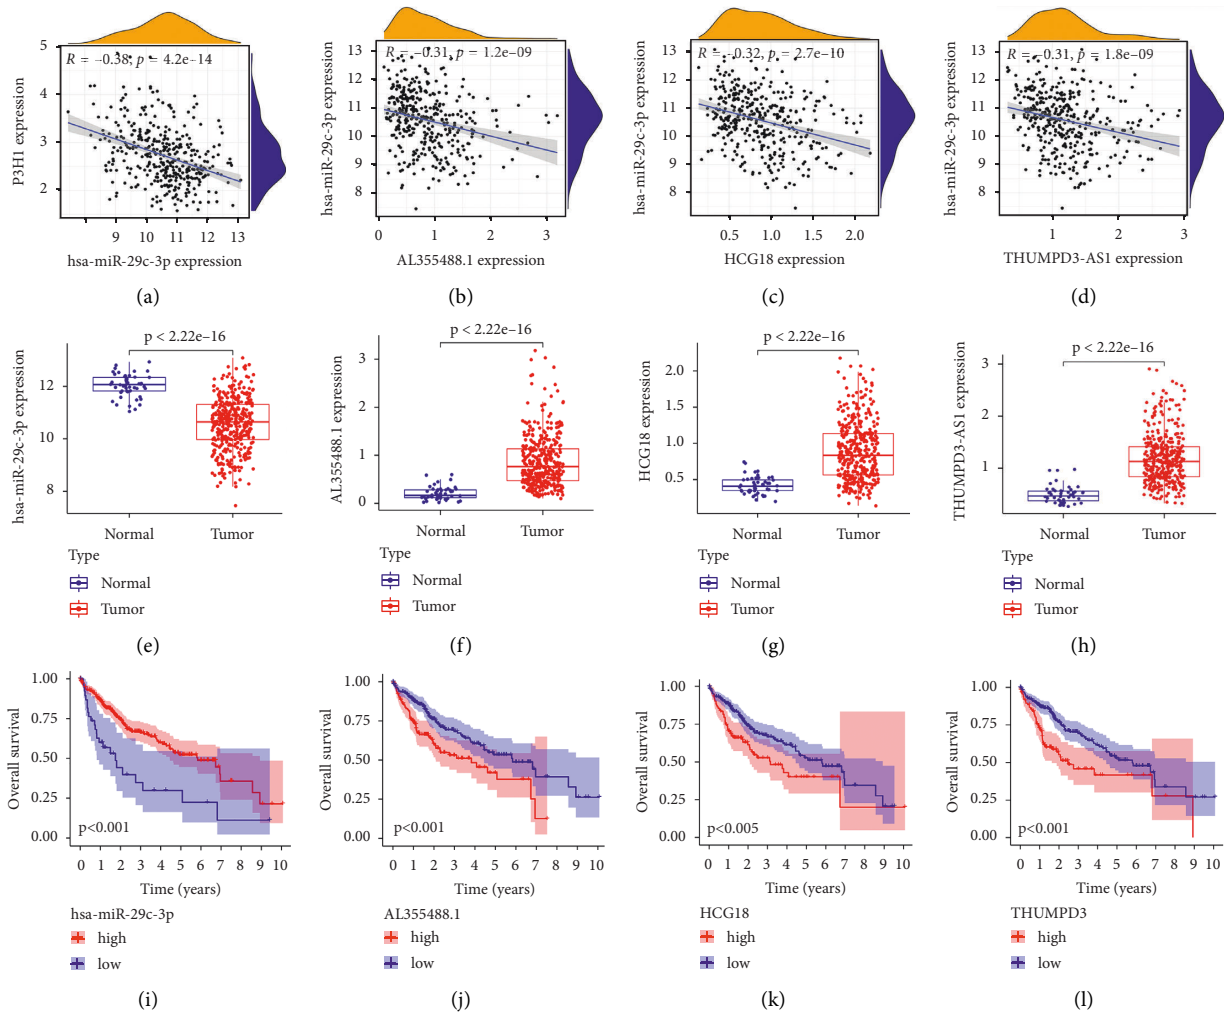 R = −0.38, p = 4.2e−14
P3H1 expression
5
4
3
2
9 10 11 12 13
8
hsa-miR-29c-3p expression
(a)
R = −0.31, p = 1.2e−09
hsa-miR-29c-3p expression
13
12
11
10
9
8
0 1 2 3
AL355488.1 expression
(b)
R = −0.32, p = 2.7e−10
hsa-miR-29c-3p expression
13
12
11
10
9
8
0.5 1.0 1.5 2.0
HCG18 expression
(c)
R = −0.31, p = 1.8e−09
hsa-miR-29c-3p expression
13
12
11
10
9
8
1 2 3
THUMPD3-AS1 expression
(d)
p < 2.22e−16
hsa-miR-29c-3p expression
12
10
8
Normal Tumor
Type
Normal
Tumor
(e)
p < 2.22e−16
AL355488.1 expression
3
2
1
0
Normal Tumor
Type
Normal
Tumor
(f)
p < 2.22e−16
HCG18 expression
2.0
1.5
1.0
0.5
Normal Tumor
Type
Normal
Tumor
(g)
p < 2.22e−16
THUMPD3-AS1 expression
3
2
1
Normal Tumor
Type
Normal
Tumor
(h)
Overall survival
1.00
0.75
0.50
0.25
0.00
p<0.001
0 1 2 3 4 5 6 7 8 9 10
Time (years)
hsa-miR-29c-3p
high
low
(i)
Overall survival
1.00
0.75
0.50
0.25
0.00
p<0.001
0 1 2 3 4 5 6 7 8 9 10
Time (years)
AL355488.1
high
low
(j)
Overall survival
1.00
0.75
0.50
0.25
0.00
p<0.005
0 1 2 3 4 5 6 7 8 9 10
Time (years)
HCG18
high
low
(k)
Overall survival
1.00
0.75
0.50
0.25
0.00
p<0.001
0 1 2 3 4 5 6 7 8 9 10
Time (years)
THUMPD3
high
low
(l)